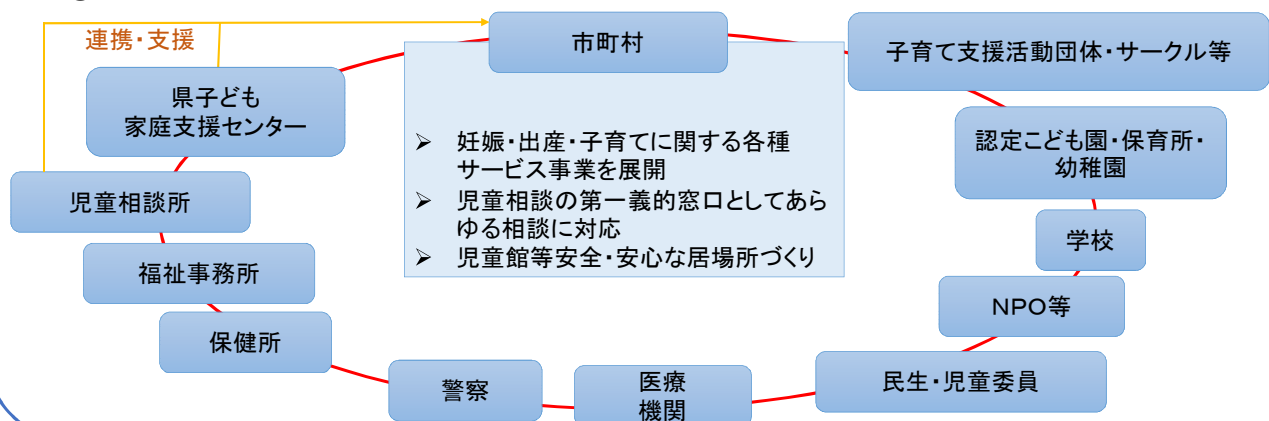 連携・支援
市町村
子育て支援活動団体・サークル等
県子ども
家庭支援センター
➢ 妊娠・出産・子育てに関する各種
サービス事業を展開
➢ 児童相談の第一義的窓口としてあら
ゆる相談に対応
➢ 児童館等安全・安心な居場所づくり
認定こども園・保育所・
幼稚園
児童相談所
学校
福祉事務所
NPO等
保健所
警察
医療
機関
民生・児童委員